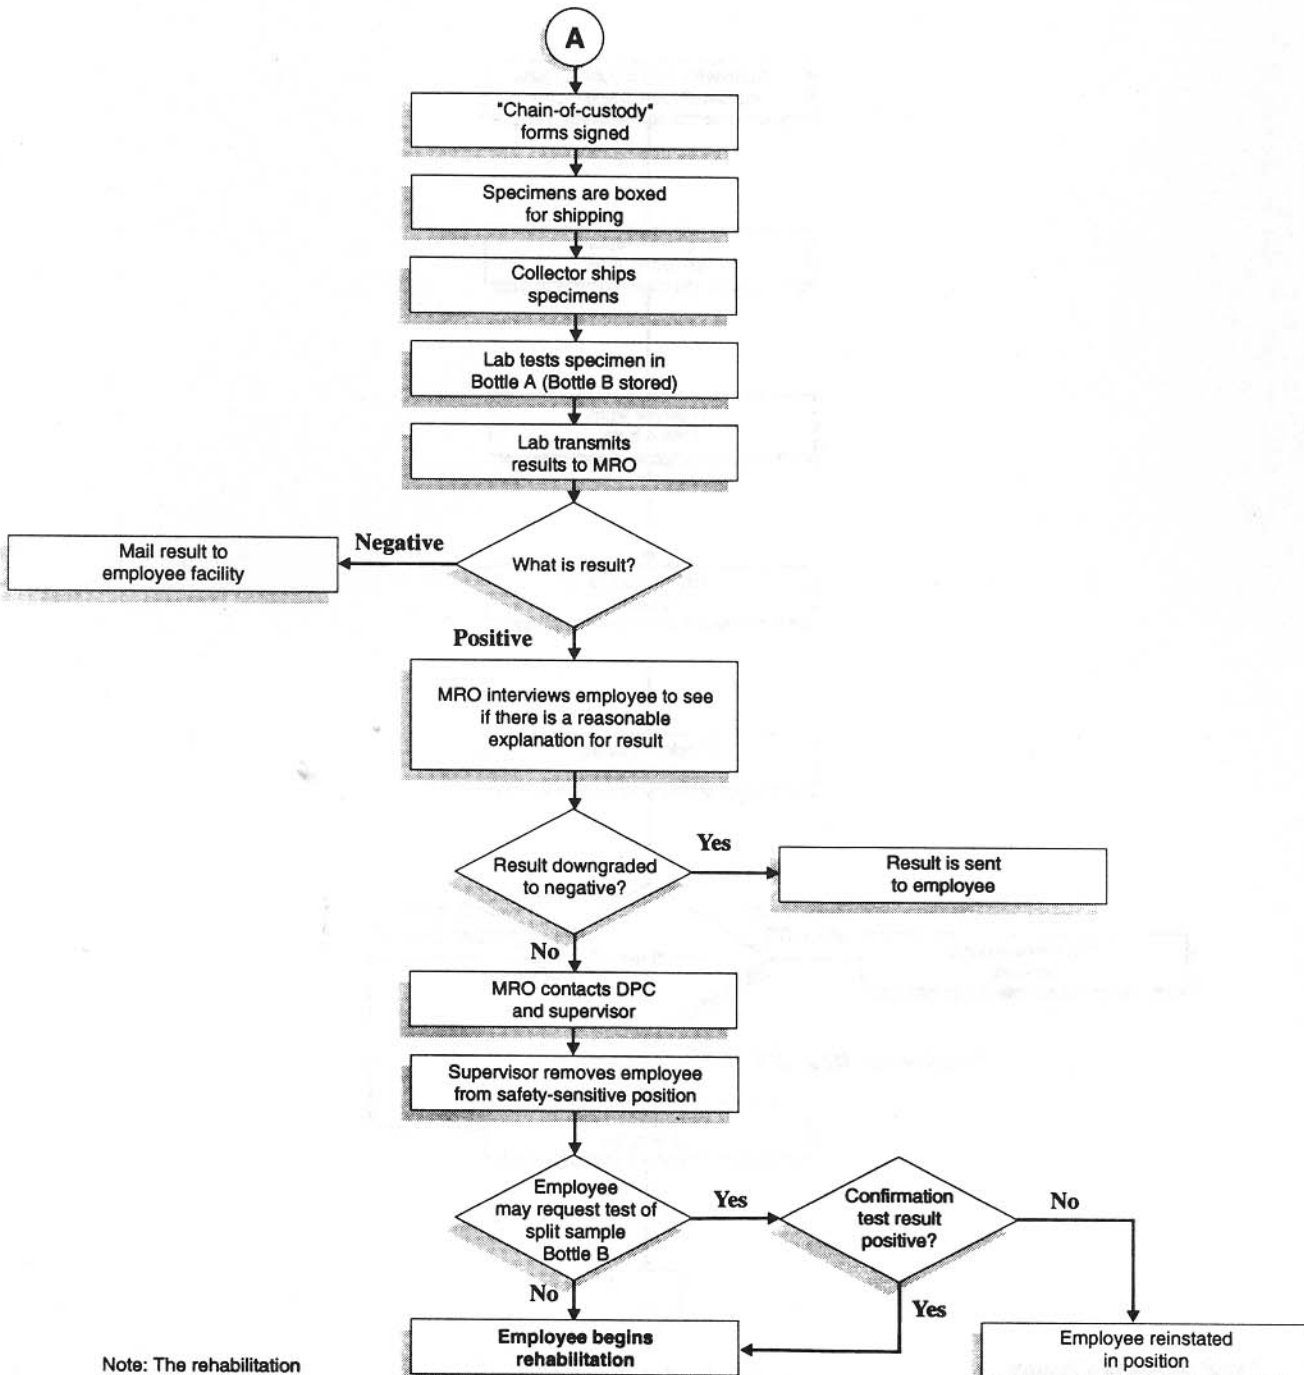 A
"Chain-of-custody"
forms signed
Specimens are boxed
for shipping
Collector ships
specimens
Lab tests specimen in
Bottle A (Bottle B stored)
Lab transmits
results to MRO
What is result?
Negative
Mail result to
employee facility
Positive
MRO interviews employee to see
if there is a reasonable
explanation for result
Result downgraded
to negative?
Yes
Result is sent
to employee
No
MRO contacts DPC
and supervisor
Supervisor removes employee
from safety-sensitive position
Employee
may request test of
split sample
Bottle B
Yes
Confirmation
test result
positive?
No
No
Yes
Employee begins
rehabilitation
Employee reinstated
in position
Note: The rehabilitation